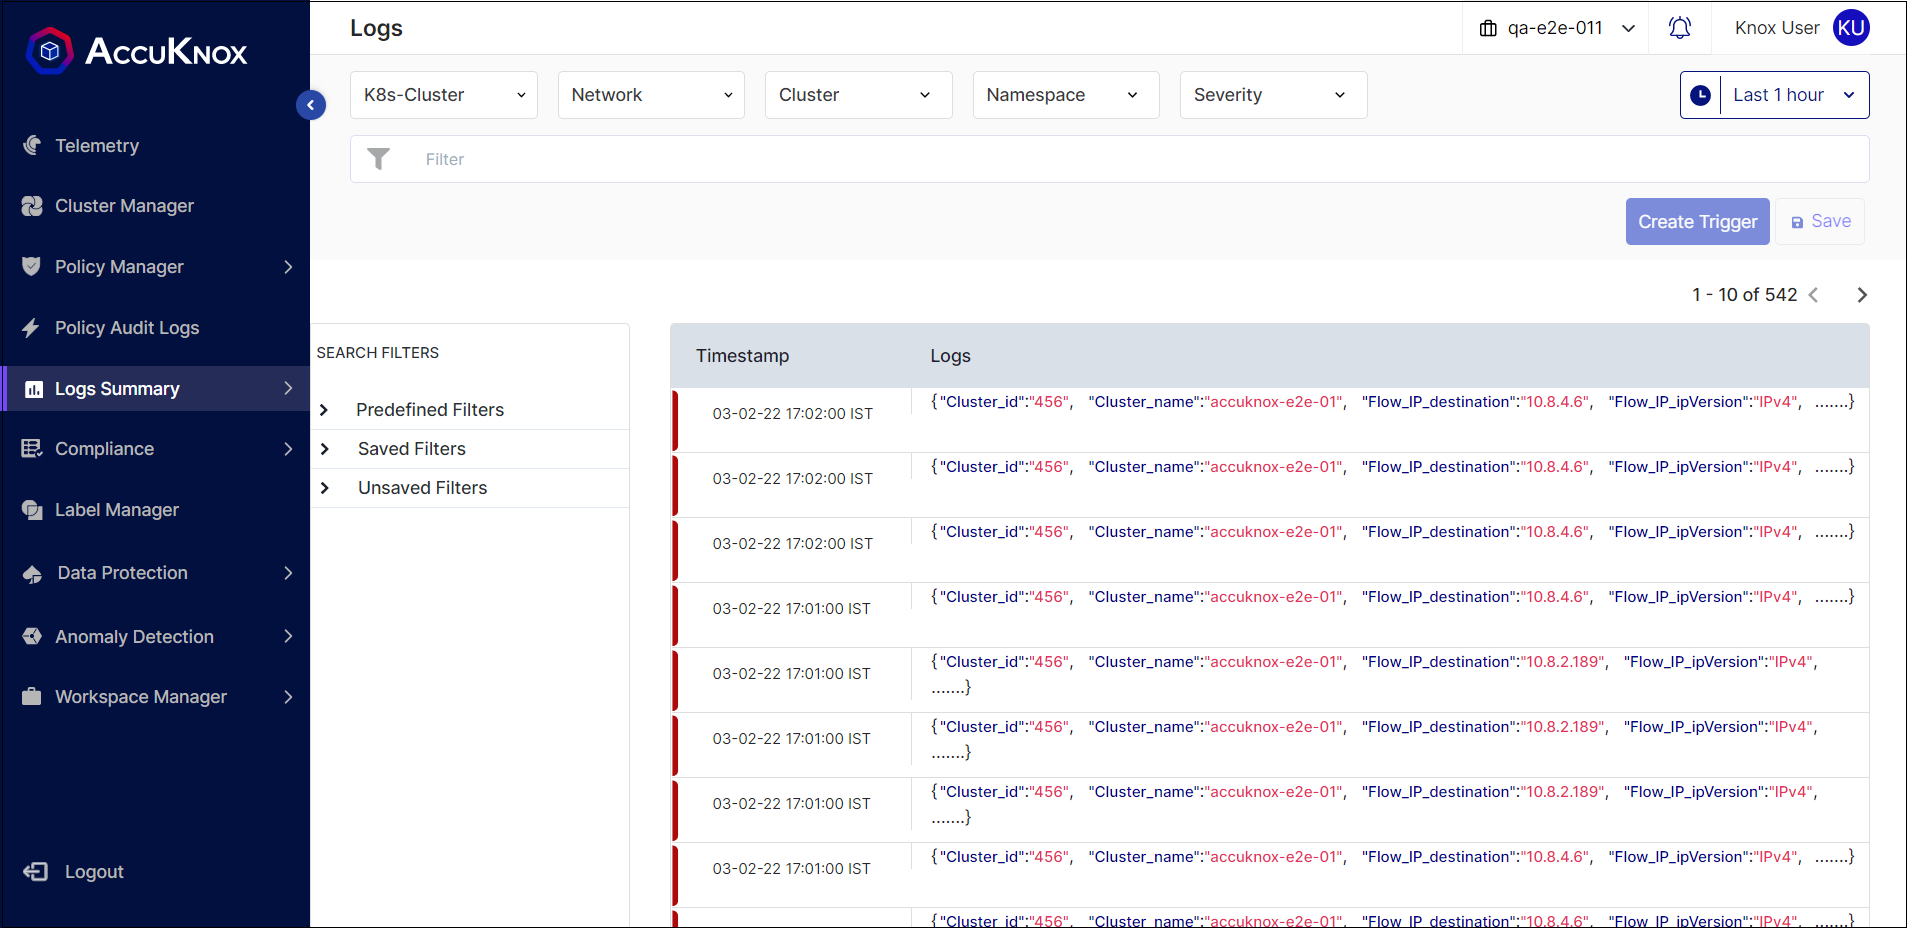 ACCUKNOX
Telemetry
Cluster Manager
Policy Manager
Policy Audit Logs
Logs Summary
Compliance
Label Manager
Data Protection
Anomaly Detection
Workspace Manager
Logout
Logs
qa-e2e-011
Knox User KU
K8s-Cluster Network Cluster Namespace Severity Last 1 hour
Filter
Create Trigger Save
1 - 10 of 542
SEARCH FILTERS
Predefined Filters
Saved Filters
Unsaved Filters
Timestamp Logs
03-02-22 17:02:00 IST {"Cluster_id":"456", "Cluster_name":"accuknox-e2e-01", "Flow_IP_destination":"10.8.4.6", "Flow_IP_ipVersion":"IPv4", .......}
03-02-22 17:02:00 IST {"Cluster_id":"456", "Cluster_name":"accuknox-e2e-01", "Flow_IP_destination":"10.8.4.6", "Flow_IP_ipVersion":"IPv4", .......}
03-02-22 17:02:00 IST {"Cluster_id":"456", "Cluster_name":"accuknox-e2e-01", "Flow_IP_destination":"10.8.4.6", "Flow_IP_ipVersion":"IPv4", .......}
03-02-22 17:01:00 IST {"Cluster_id":"456", "Cluster_name":"accuknox-e2e-01", "Flow_IP_destination":"10.8.4.6", "Flow_IP_ipVersion":"IPv4", .......}
03-02-22 17:01:00 IST {"Cluster_id":"456", "Cluster_name":"accuknox-e2e-01", "Flow_IP_destination":"10.8.2.189", "Flow_IP_ipVersion":"IPv4",
.......}
03-02-22 17:01:00 IST {"Cluster_id":"456", "Cluster_name":"accuknox-e2e-01", "Flow_IP_destination":"10.8.2.189", "Flow_IP_ipVersion":"IPv4",
.......}
03-02-22 17:01:00 IST {"Cluster_id":"456", "Cluster_name":"accuknox-e2e-01", "Flow_IP_destination":"10.8.2.189", "Flow_IP_ipVersion":"IPv4",
.......}
03-02-22 17:01:00 IST {"Cluster_id":"456", "Cluster_name":"accuknox-e2e-01", "Flow_IP_destination":"10.8.4.6", "Flow_IP_ipVersion":"IPv4", .......}
{"Cluster_id":"456", "Cluster_name":"accuknox-e2e-01", "Flow_IP_destination":"10.8.4.6", "Flow_IP_ipVersion":"IPv4", .......}